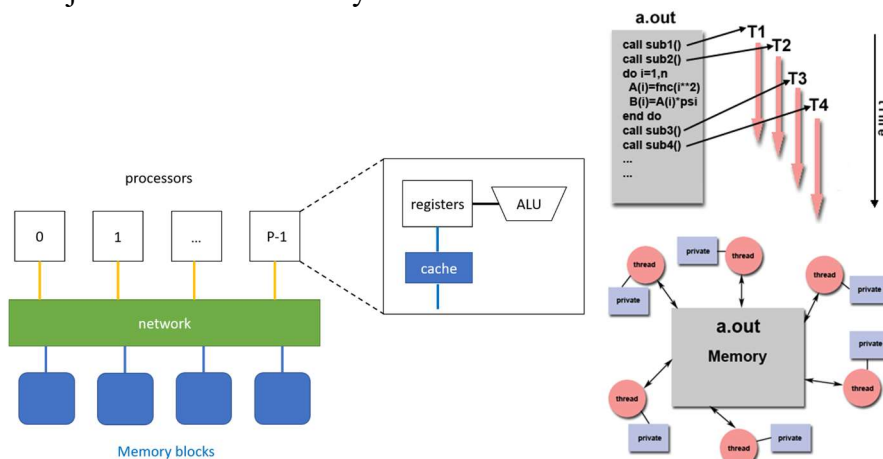 a.out
call sub1()
call sub2()
do i=1,n
A(i)=fnc(i**2)
B(i)=A(i)*psi
end do
call sub3()
call sub4()
...
...
T1
T2
T3
T4
processors
0
1
...
P-1
network
Memory blocks
registers
ALU
cache
a.out
Memory
thread
private
thread
private
thread
private
thread
private
thread
private
thread
private